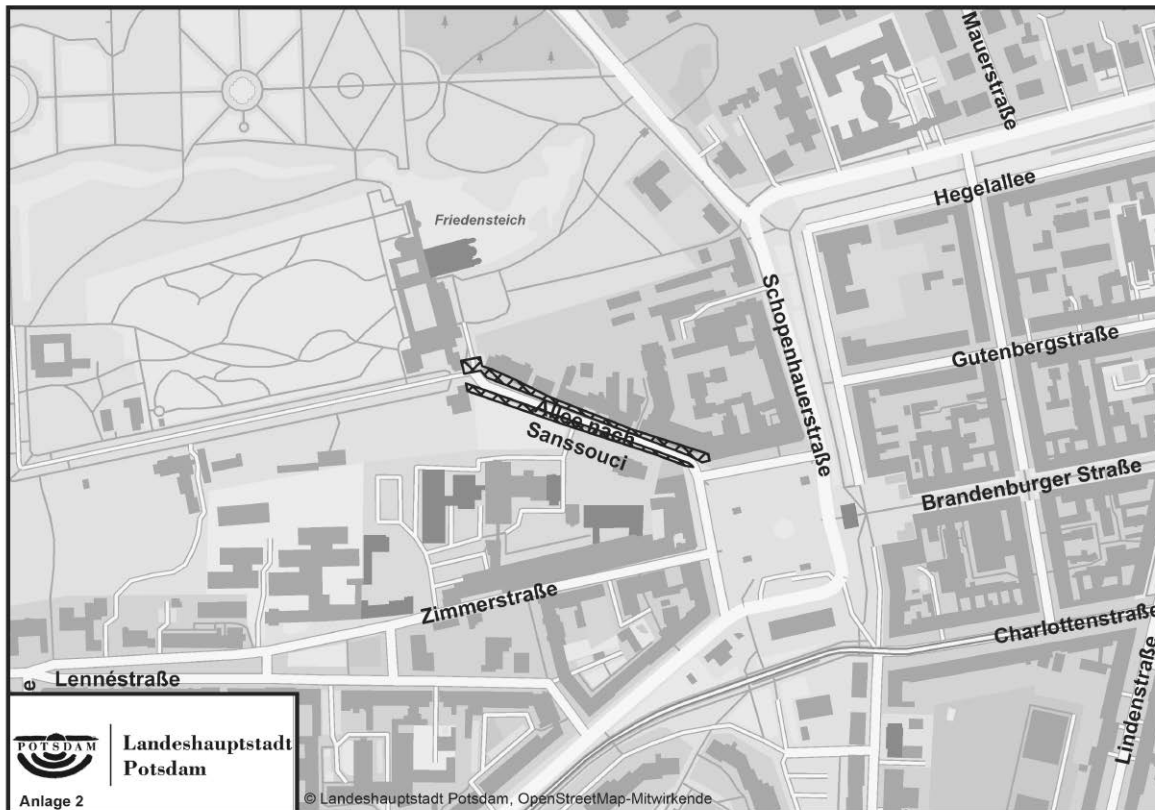 Mauerstraße
Hegelallee
Friedensteich
Schopenhauerstraße
Gutenbergstraße
Allee nach
Sanssouci
Brandenburger Straße
Zimmerstraße
Charlottenstraße
Lindenstraße
e
Lennéstraße
POTSDAM
Landeshauptstadt
Potsdam
Anlage 2
© Landeshauptstadt Potsdam, OpenStreetMap-Mitwirkende